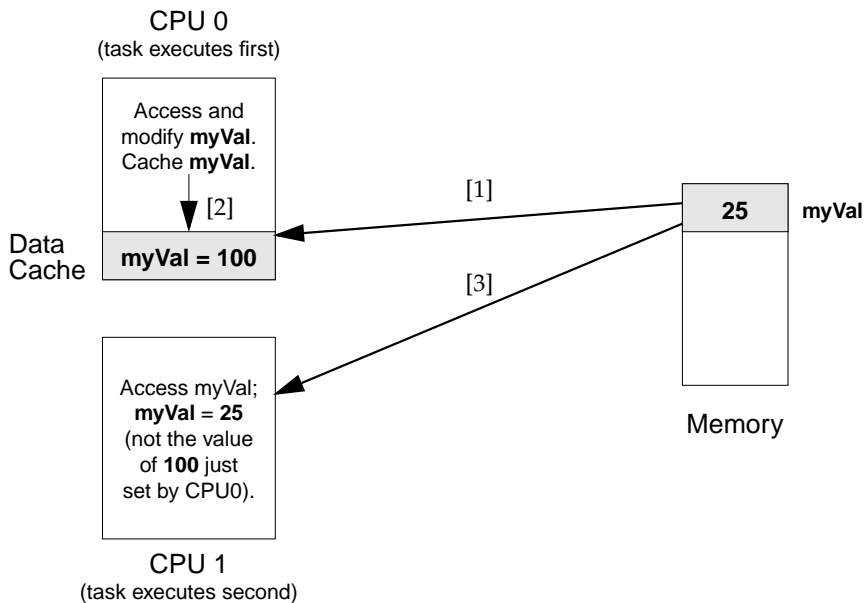 CPU 0
(task executes first)
Access and
modify myVal.
Cache myVal.
[2]
[1]
25
myVal
Data
Cache
myVal = 100
[3]
Access myVal;
myVal = 25
(not the value
of 100 just
set by CPU0).
Memory
CPU 1
(task executes second)